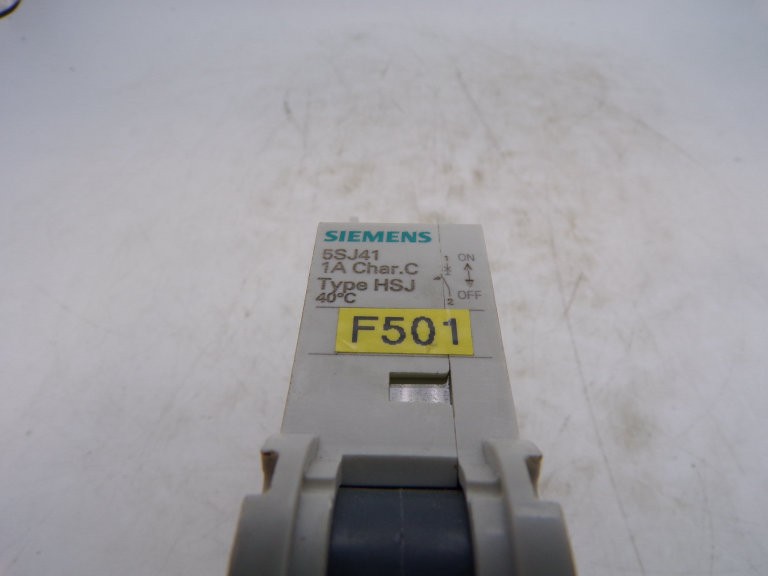 SIEMENS
5SJ41
1A Char.C
Type HSJ
40°C
1 ON
2 OFF
F501